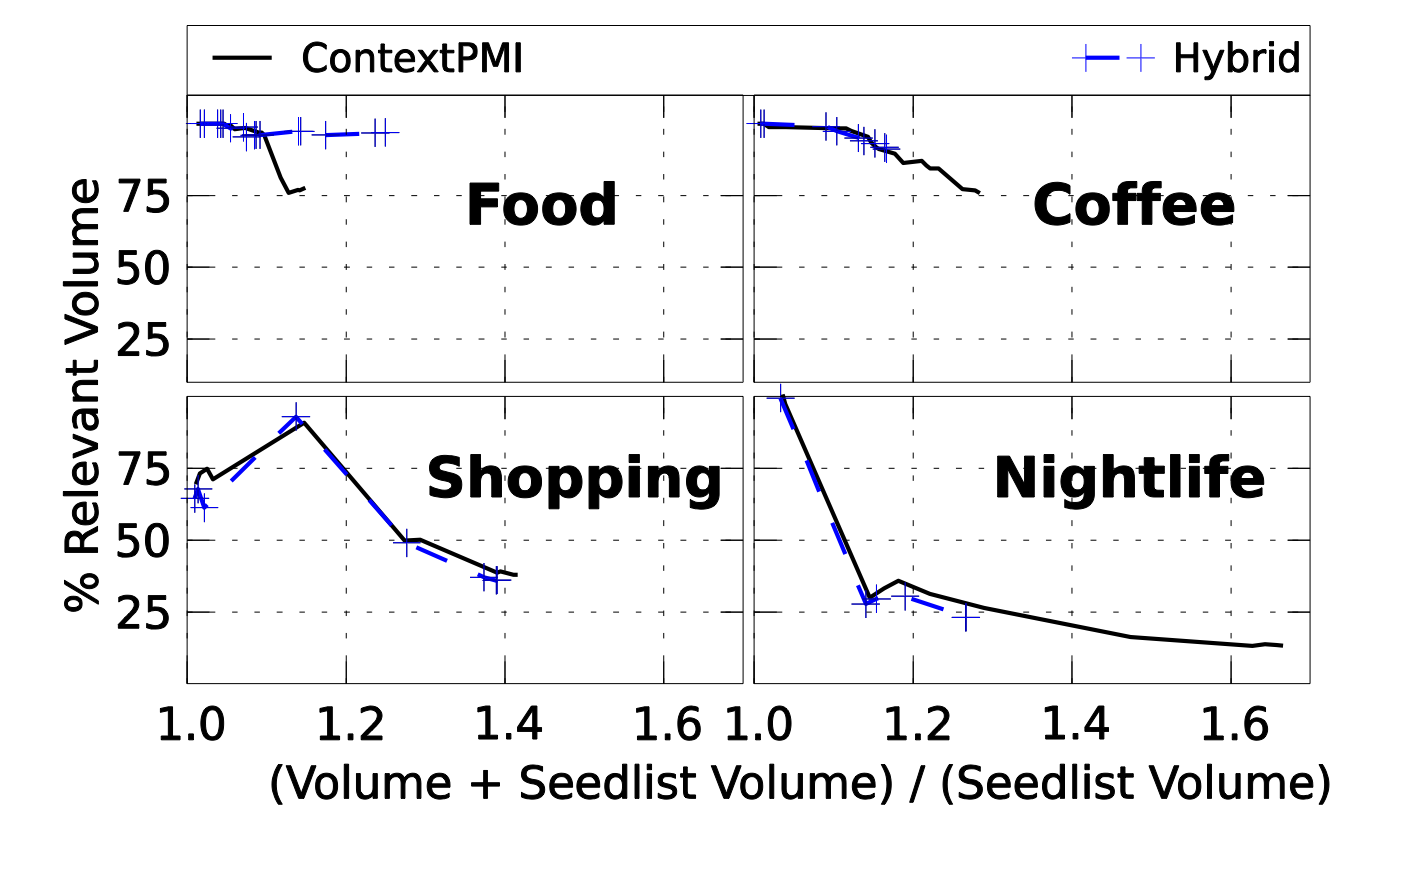 ContextPMI Hybrid
% Relevant Volume
75
50
25
Food
Coffee
75
50
25
Shopping
Nightlife
1.0 1.2 1.4 1.6 1.0 1.2 1.4 1.6
(Volume + Seedlist Volume) / (Seedlist Volume)